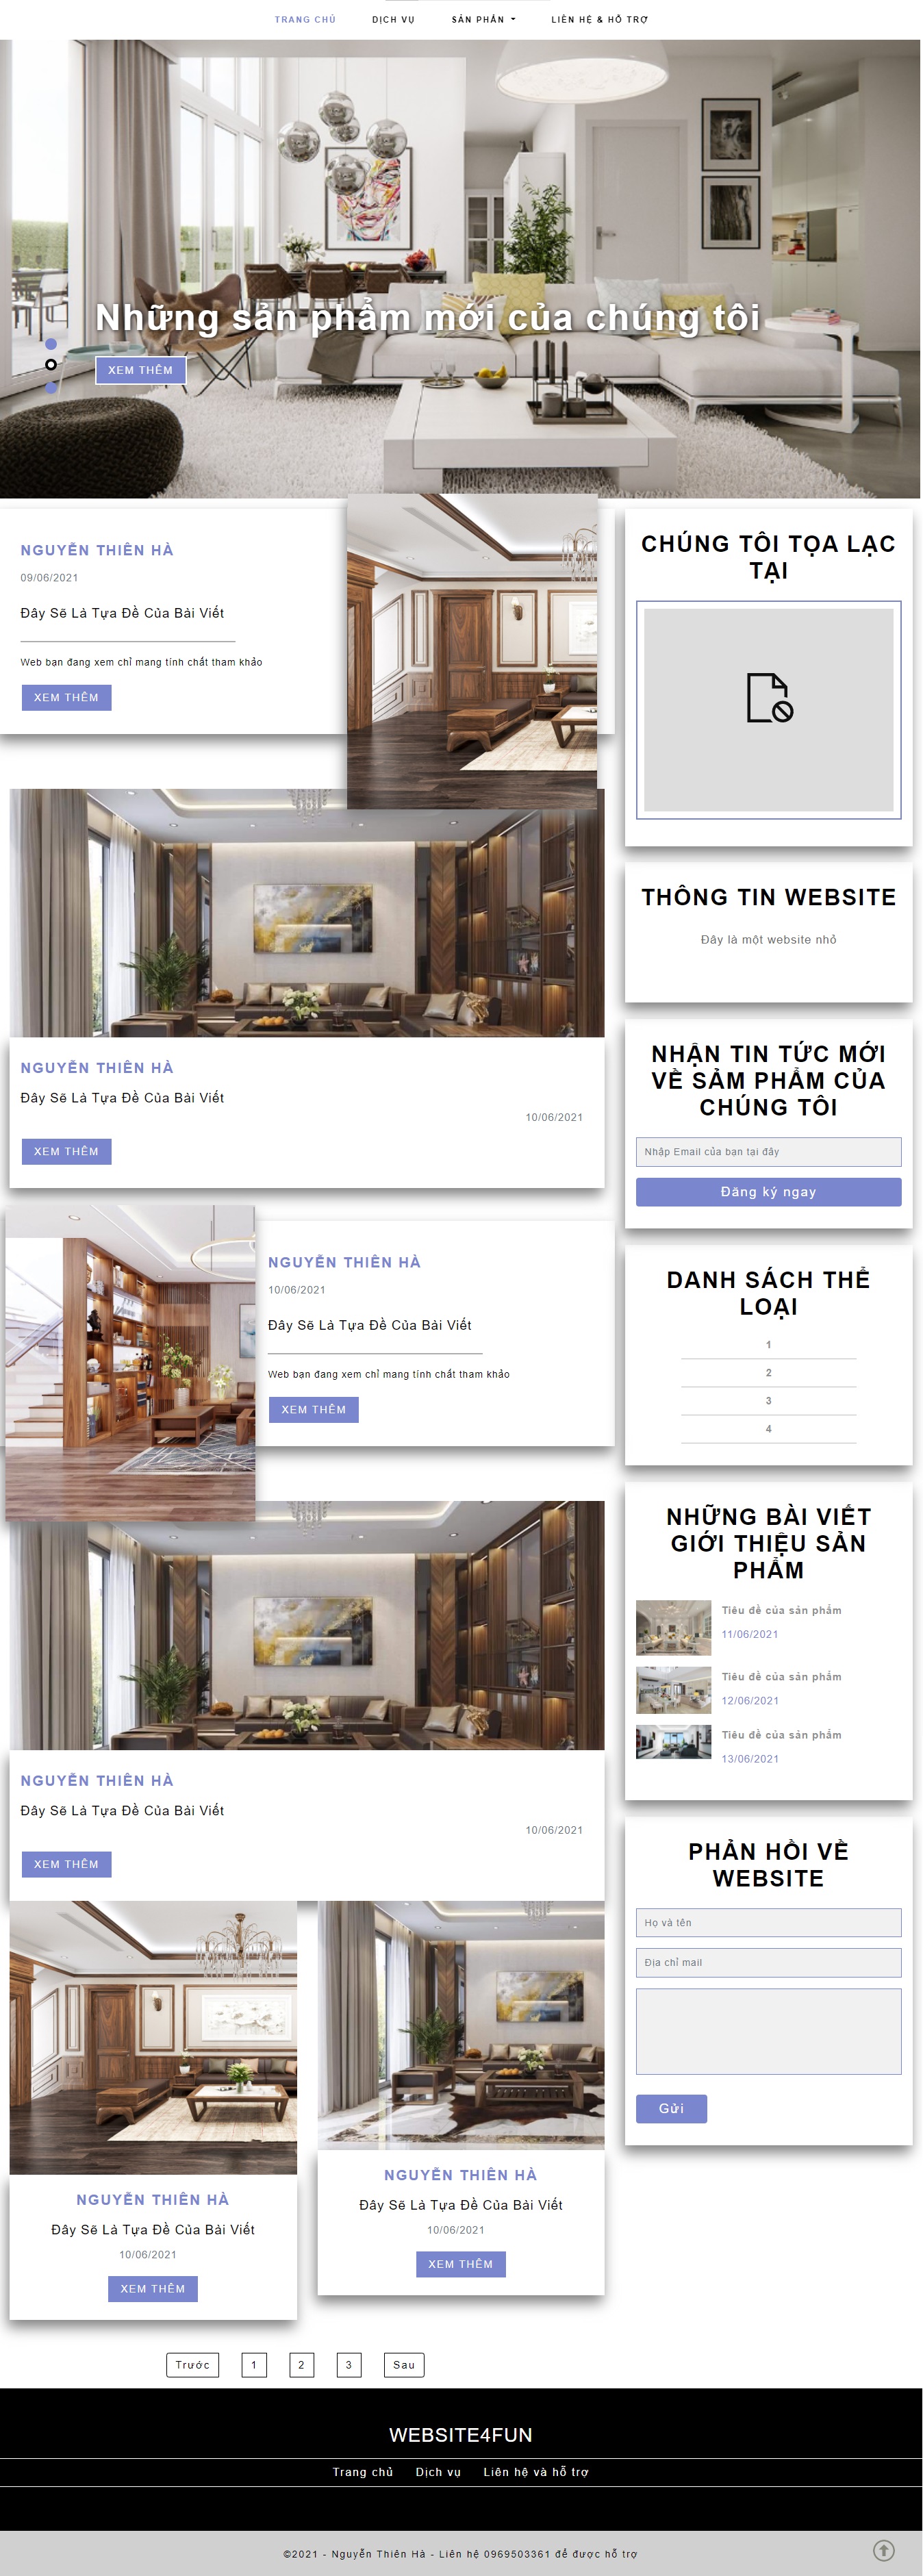 TRANG CHỦ
DỊCH VỤ
SẢN PHẨN
LIÊN HỆ & HỖ TRỢ
Những sản phẩm mới của chúng tôi
XEM THÊM
NGUYỄN THIÊN HÀ
09/06/2021
Đây Sẽ Là Tựa Đề Của Bài Viết
Web bạn đang xem chỉ mang tính chất tham khảo
XEM THÊM
NGUYỄN THIÊN HÀ
Đây Sẽ Là Tựa Đề Của Bài Viết
10/06/2021
XEM THÊM
NGUYỄN THIÊN HÀ
10/06/2021
Đây Sẽ Là Tựa Đề Của Bài Viết
Web bạn đang xem chỉ mang tính chất tham khảo
XEM THÊM
NGUYỄN THIÊN HÀ
Đây Sẽ Là Tựa Đề Của Bài Viết
10/06/2021
XEM THÊM
NGUYỄN THIÊN HÀ
Đây Sẽ Là Tựa Đề Của Bài Viết
10/06/2021
XEM THÊM
NGUYỄN THIÊN HÀ
Đây Sẽ Là Tựa Đề Của Bài Viết
10/06/2021
XEM THÊM
Trước
1
2
3
Sau
CHÚNG TÔI TỌA LẠC
TẠI
THÔNG TIN WEBSITE
Đây là một website nhỏ
NHẬN TIN TỨC MỚI
VỀ SẢM PHẨM CỦA
CHÚNG TÔI
Nhập Email của bạn tại đây
Đăng ký ngay
DANH SÁCH THỂ
LOẠI
1
2
3
4
NHỮNG BÀI VIẾT
GIỚI THIỆU SẢN
PHẨM
Tiêu đề của sản phẩm
11/06/2021
Tiêu đề của sản phẩm
12/06/2021
Tiêu đề của sản phẩm
13/06/2021
PHẢN HỒI VỀ
WEBSITE
Họ và tên
Địa chỉ mail
Gửi
WEBSITE4FUN
Trang chủ
Dịch vụ
Liên hệ và hỗ trợ
©2021 - Nguyễn Thiên Hà - Liên hệ 0969503361 để được hỗ trợ